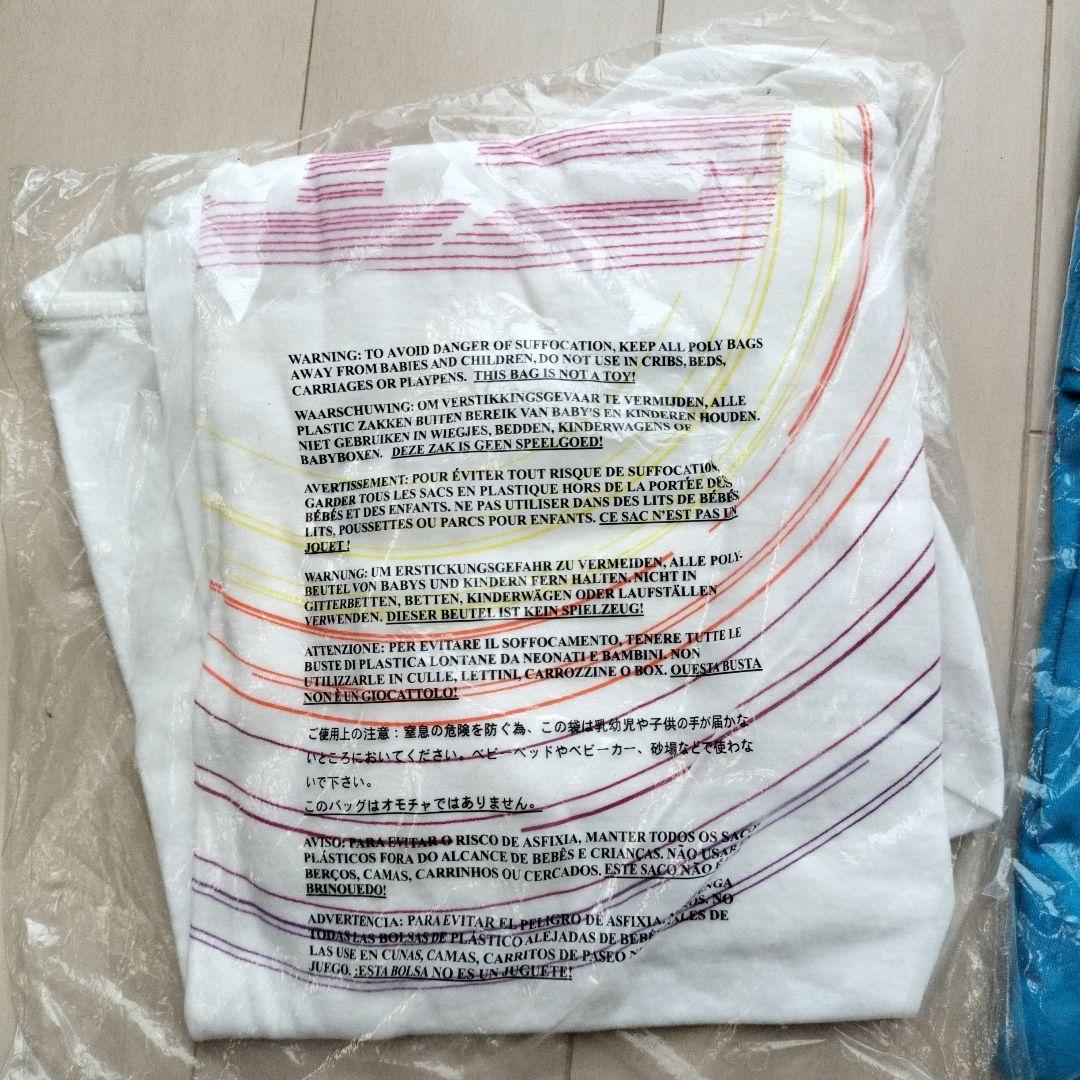 WARNING: TO AVOID DANGER OF SUFFOCATION, KEEP ALL POLY BAGS
AWAY FROM BABIES AND CHILDREN, DO NOT USE IN CRIBS, BEDS,
CARRIAGES OR PLAYPENS. THIS BAG IS NOT A TOY!
WAARSCHUWING: OM VERSTIKKINGSGEVAAR TE VERMIJDEN, ALLE
PLASTIC ZAKKEN BUITEN BEREIK VAN BABY'S EN KINDEREN HOUDEN.
NIET GEBRUIKEN IN WIEGJES, BEDDEN, KINDERWAGENS OF
BABYBOXEN. DEZE ZAK IS GEEN SPEELGOED!
AVERTISSEMENT: POUR ÉVITER TOUT RISQUE DE SUFFOCATION,
GARDER TOUS LES SACS EN PLASTIQUE HORS DE LA PORTÉE DES
BÉBÉS ET DES ENFANTS. NE PAS UTILISER DANS DES LITS DE BÉBÉS
LITS, POUSSETTES OU PARCS POUR ENFANTS. CE SAC N'EST PAS UN
JOUET !
WARNUNG: UM ERSTICKUNGSGEFAHR ZU VERMEIDEN, ALLE POLY-
BEUTEL VON BABYS UND KINDERN FERN HALTEN. NICHT IN
GITTERBETTEN, BETTEN, KINDERWÄGEN ODER LAUFSTÄLLEN
VERWENDEN. DIESER BEUTEL IST KEIN SPIELZEUG!
ATTENZIONE: PER EVITARE IL SOFFOCAMENTO, TENERE TUTTE LE
BUSTE DI PLASTICA LONTANE DA NEONATI E BAMBINI. NON
UTILIZZARLE IN CULLE, LETTINI, CARROZZINE O BOX. QUESTA BUSTA
NON È UN GIOCATTOLO!
ご使用上の注意：窒息の危険を防ぐ為、この袋は乳幼児や子供の手が届かな
いところにおいてください。ベビーベッドやベビーカー、砂場などで使わな
いで下さい。
このバッグはオモチャではありません。
AVISO: PARA EVITAR O RISCO DE ASFIXIA, MANTER TODOS OS SACOS
PLÁSTICOS FORA DO ALCANCE DE BEBÊS E CRIANÇAS. NÃO USAR
BERÇOS, CAMAS, CARRINHOS OU CERCADOS. ESTE SACO NÃO É
BRINQUEDO!
ADVERTENCIA: PARA EVITAR EL PELIGRO DE ASFIXIA,
TODAS LAS BOLSAS DE PLÁSTICO ALEJADAS DE NO
LAS USE EN CUNAS, CAMAS, CARRITOS DE PASEO DE
JUEGO. ¡ESTA BOLSA NO ES UN JUGUETE!